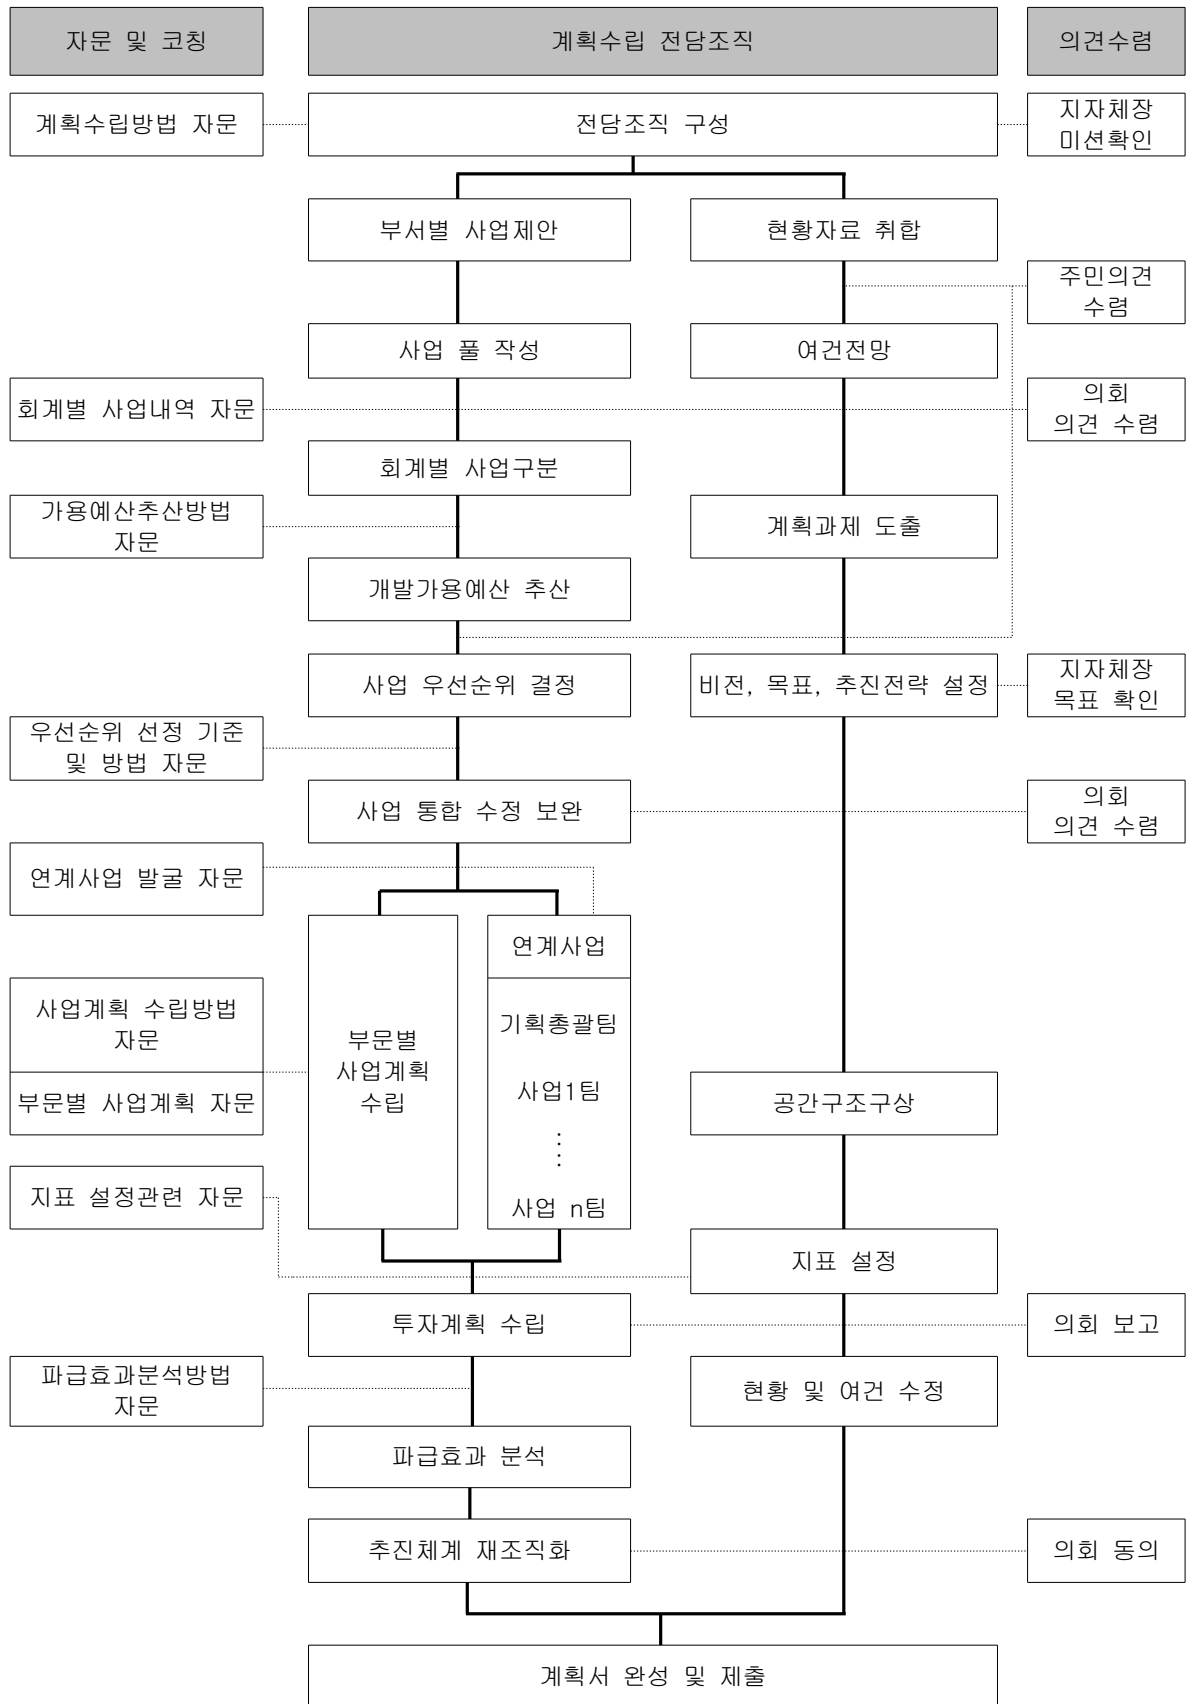 자문 및 코칭
계획수립 전담조직
의견수렴
계획수립방법 자문
전담조직 구성
지자체장
미션확인
부서별 사업제안
현황자료 취합
주민의견
수렴
사업 풀 작성
여건전망
회계별 사업내역 자문
의회
의견 수렴
회계별 사업구분
가용예산추산방법
자문
계획과제 도출
개발가용예산 추산
사업 우선순위 결정
비전, 목표, 추진전략 설정
지자체장
목표 확인
우선순위 선정 기준
및 방법 자문
사업 통합 수정 보완
의회
의견 수렴
연계사업 발굴 자문
연계사업
사업계획 수립방법
자문
부문별
사업계획
수립
기획총괄팀
사업1팀
⋮
사업 n팀
부문별 사업계획 자문
공간구조구상
지표 설정관련 자문
지표 설정
투자계획 수립
의회 보고
파급효과분석방법
자문
현황 및 여건 수정
파급효과 분석
추진체계 재조직화
의회 동의
계획서 완성 및 제출